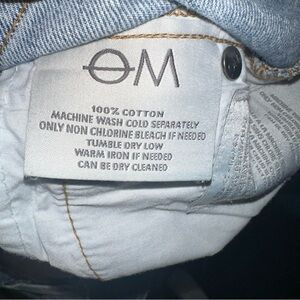 OM
100% COTTON
MACHINE WASH COLD SEPARATELY
ONLY NON CHLORINE BLEACH IF NEEDED
TUMBLE DRY LOW
WARM IRON IF NEEDED
CAN BE DRY CLEANED